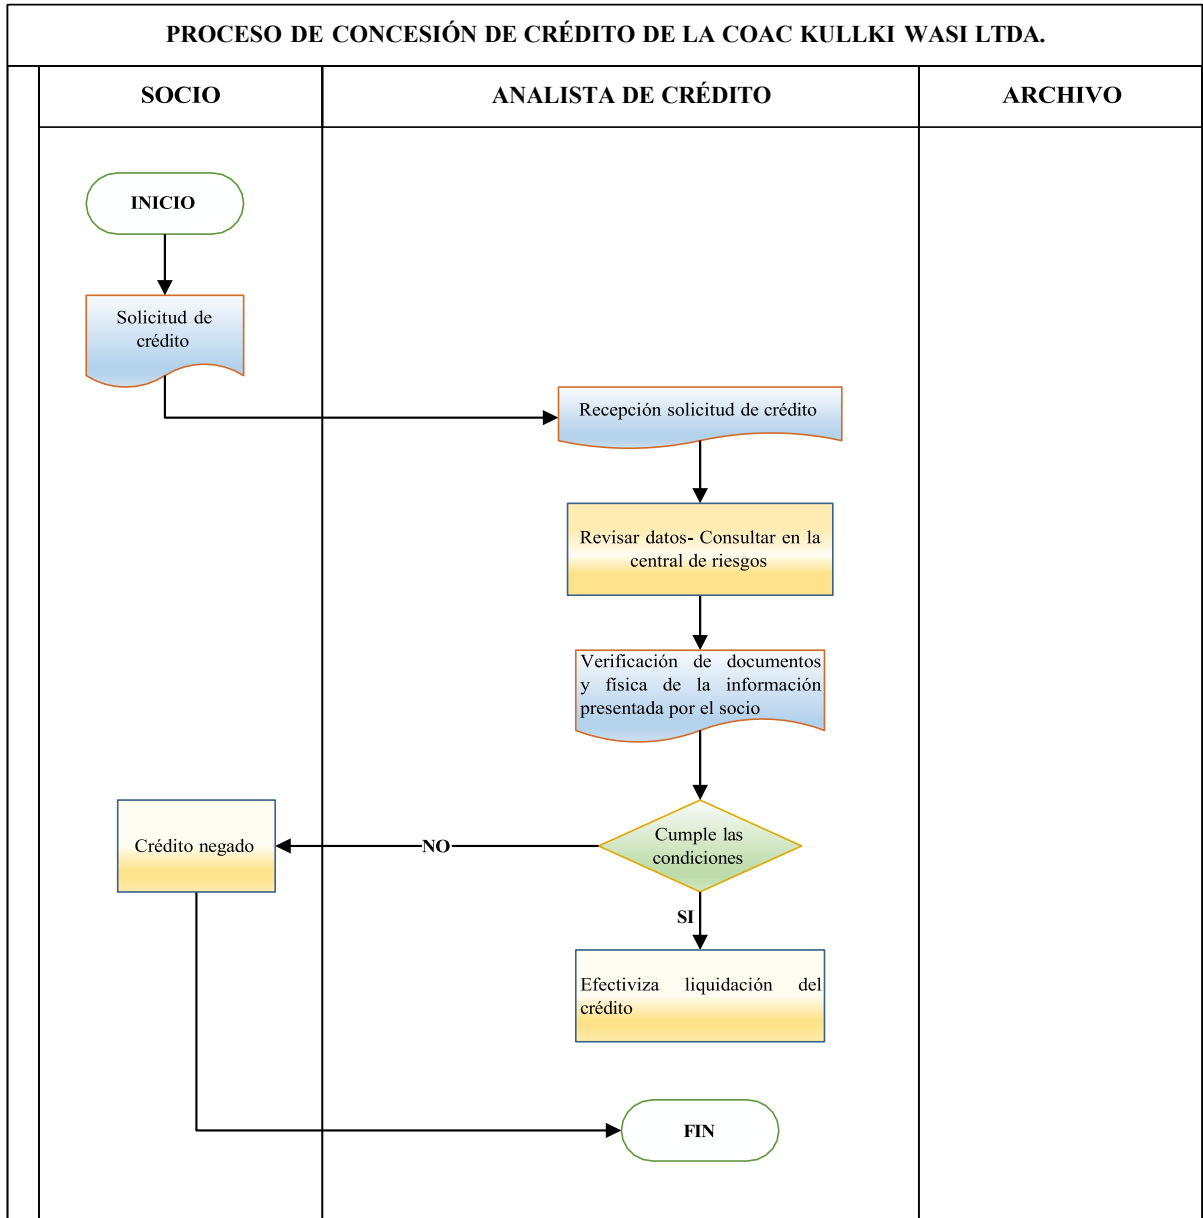 PROCESO DE CONCESIÓN DE CRÉDITO DE LA COAC KULLKI WASI LTDA.
SOCIO
ANALISTA DE CRÉDITO
ARCHIVO
INICIO
Solicitud de
crédito
Recepción solicitud de crédito
Revisar datos- Consultar en la
central de riesgos
Verificación de documentos
y física de la información
presentada por el socio
Cumple las
condiciones
NO
Crédito negado
SI
Efectiviza liquidación del
crédito
FIN